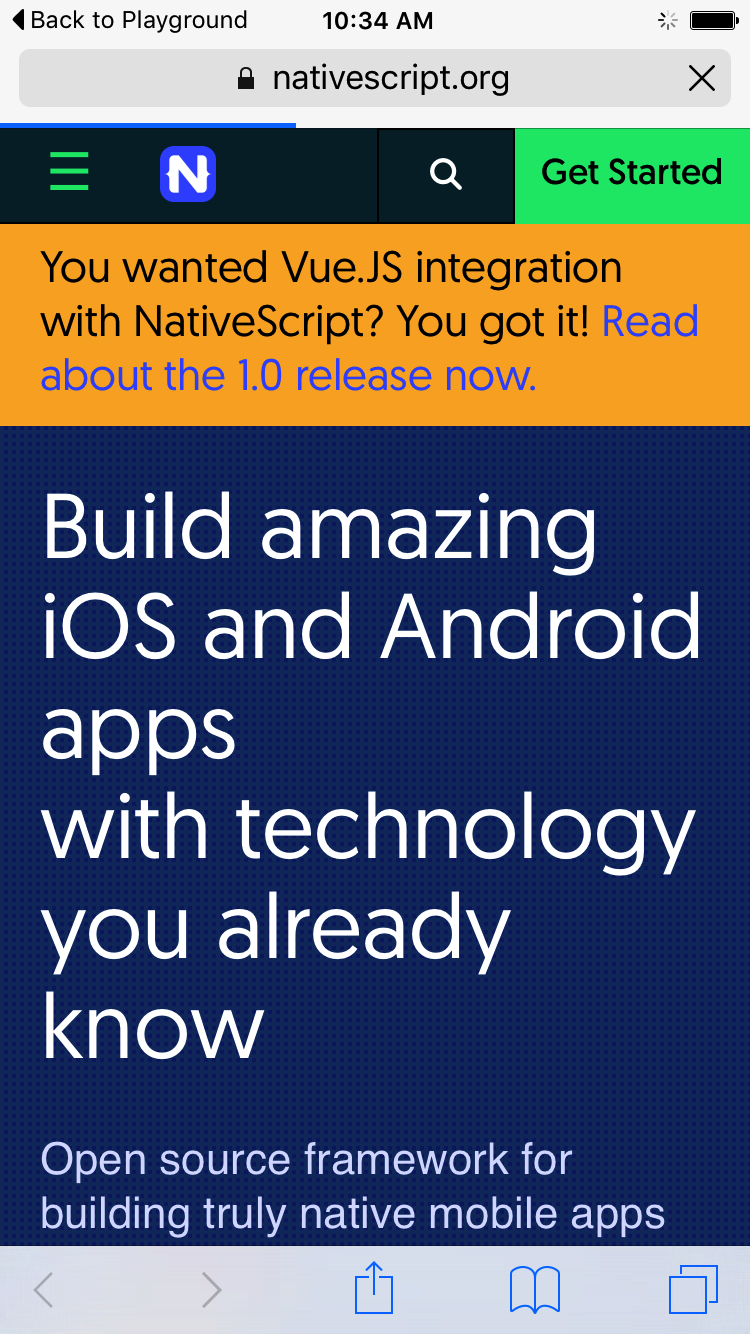 Back to Playground 10:34 AM
nativescript.org
N Get Started
You wanted Vue.JS integration
with NativeScript? You got it! Read
about the 1.0 release now.
Build amazing
iOS and Android
apps
with technology
you already
know
Open source framework for
building truly native mobile apps